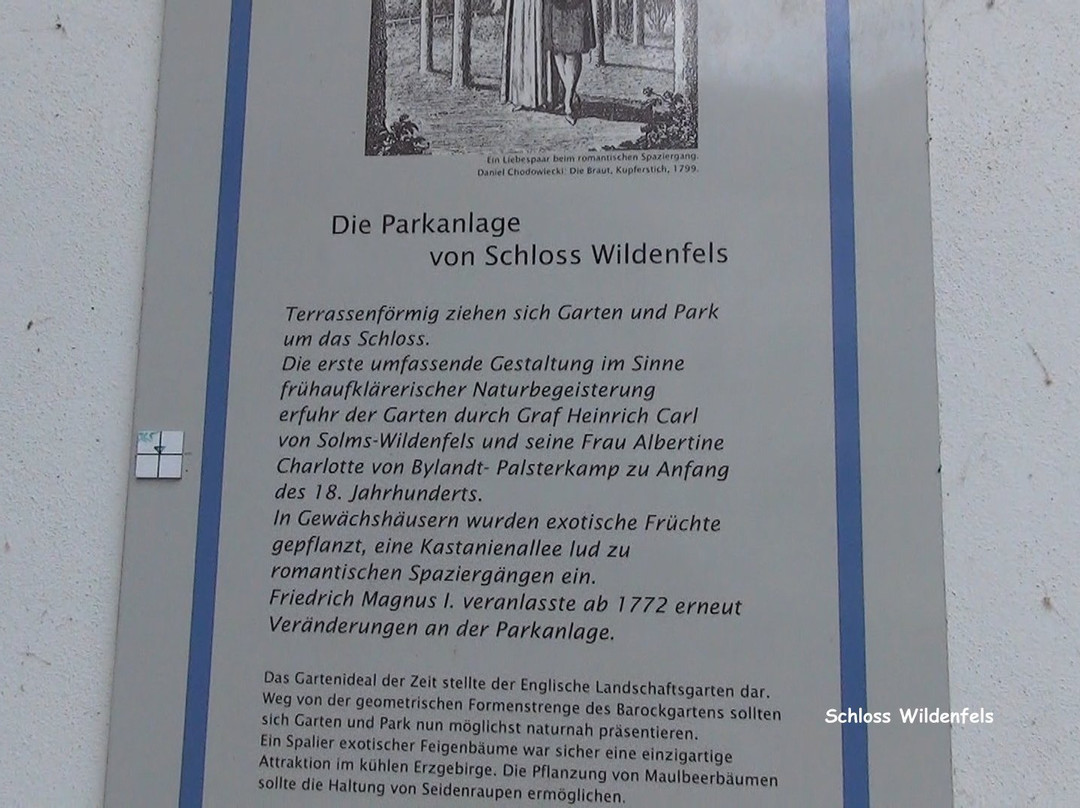 Ein Liebespaar beim romantischen Spaziergang.
Daniel Chodowiecki: Die Braut, Kupferstich, 1799.
Die Parkanlage
von Schloss Wildenfels
Terrassenförmig ziehen sich Garten und Park
um das Schloss.
Die erste umfassende Gestaltung im Sinne
frühaufklärerischer Naturbegeisterung
erfuhr der Garten durch Graf Heinrich Carl
von Solms-Wildenfels und seine Frau Albertine
Charlotte von Bylandt- Palsterkamp zu Anfang
des 18. Jahrhunderts.
In Gewächshäusern wurden exotische Früchte
gepflanzt, eine Kastanienallee lud zu
romantischen Spaziergängen ein.
Friedrich Magnus I. veranlasste ab 1772 erneut
Veränderungen an der Parkanlage.
Das Gartenideal der Zeit stellte der Englische Landschaftsgarten dar.
Weg von der geometrischen Formenstrenge des Barockgartens sollten
sich Garten und Park nun möglichst naturnah präsentieren.
Ein Spalier exotischer Feigenbäume war sicher eine einzigartige
Attraktion im kühlen Erzgebirge. Die Pflanzung von Maulbeerbäumen
sollte die Haltung von Seidenraupen ermöglichen.
Schloss Wildenfels